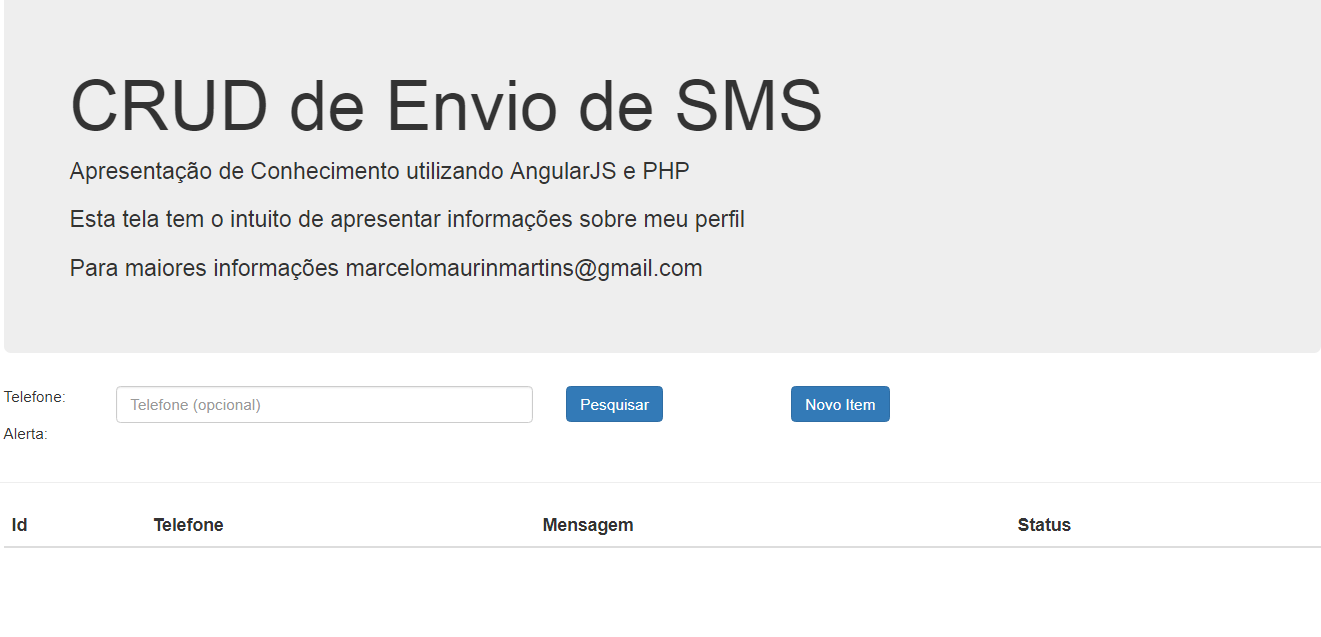 CRUD de Envio de SMS
Apresentação de Conhecimento utilizando AngularJS e PHP
Esta tela tem o intuito de apresentar informações sobre meu perfil
Para maiores informações marcelomaurinmartins@gmail.com
Telefone: Telefone (opcional) Pesquisar Novo Item
Alerta:
Id Telefone Mensagem Status